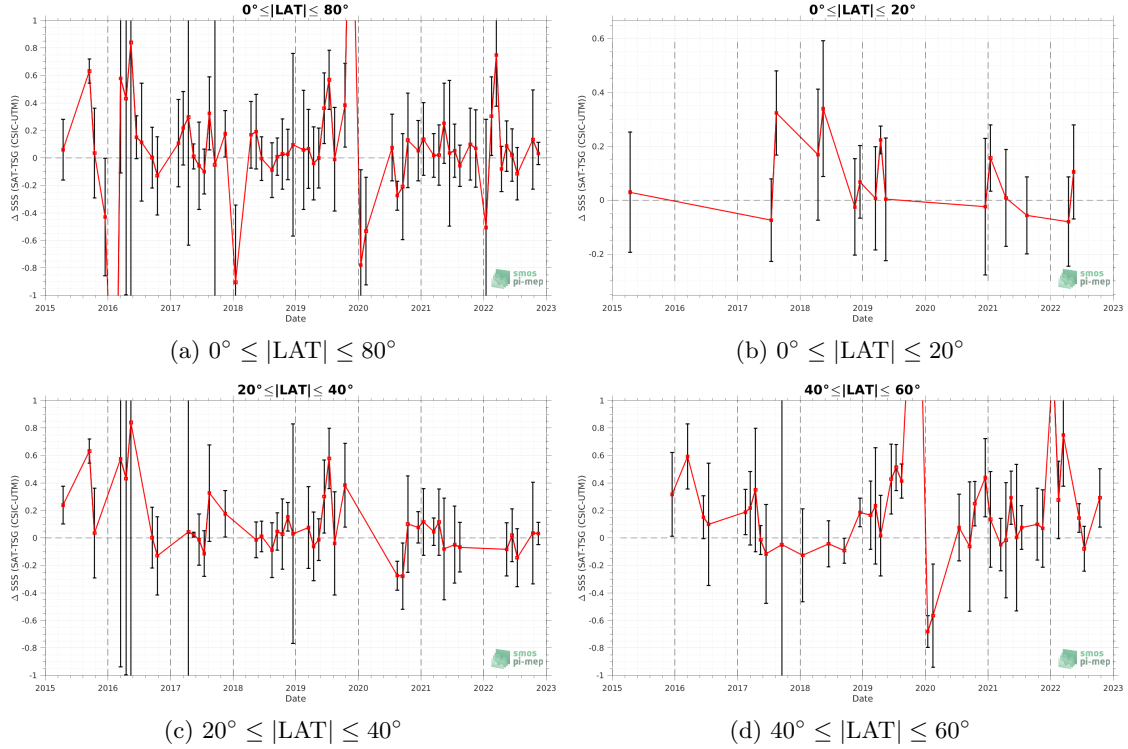 0°≤|LAT|≤ 80°
Δ SSS (SAT-TSG (CSIC-UTM))
1
0.8
0.6
0.4
0.2
0
-0.2
-0.4
-0.6
-0.8
-1
2015 2016 2017 2018 2019 2020 2021 2022 2023
Date
smos
pi-mep
(a) 0° ≤ |LAT| ≤ 80°
0°≤|LAT|≤ 20°
Δ SSS (SAT-TSG (CSIC-UTM))
0.6
0.4
0.2
0
0.2
2015 2016 2017 2018 2019 2020 2021 2022 2023
Date
smos
pi-mep
(b) 0° ≤ |LAT| ≤ 20°
20°≤|LAT|≤ 40°
Δ SSS (SAT-TSG (CSIC-UTM))
1
0.8
0.6
0.4
0.2
0
-0.2
-0.4
-0.6
-0.8
-1
2015 2016 2017 2018 2019 2020 2021 2022 2023
Date
smos
pi-mep
(c) 20° ≤ |LAT| ≤ 40°
40°≤|LAT|≤ 60°
Δ SSS (SAT-TSG (CSIC-UTM))
1
0.8
0.6
0.4
0.2
0
-0.2
-0.4
-0.6
-0.8
-1
2015 2016 2017 2018 2019 2020 2021 2022 2023
Date
smos
pi-mep
(d) 40° ≤ |LAT| ≤ 60°